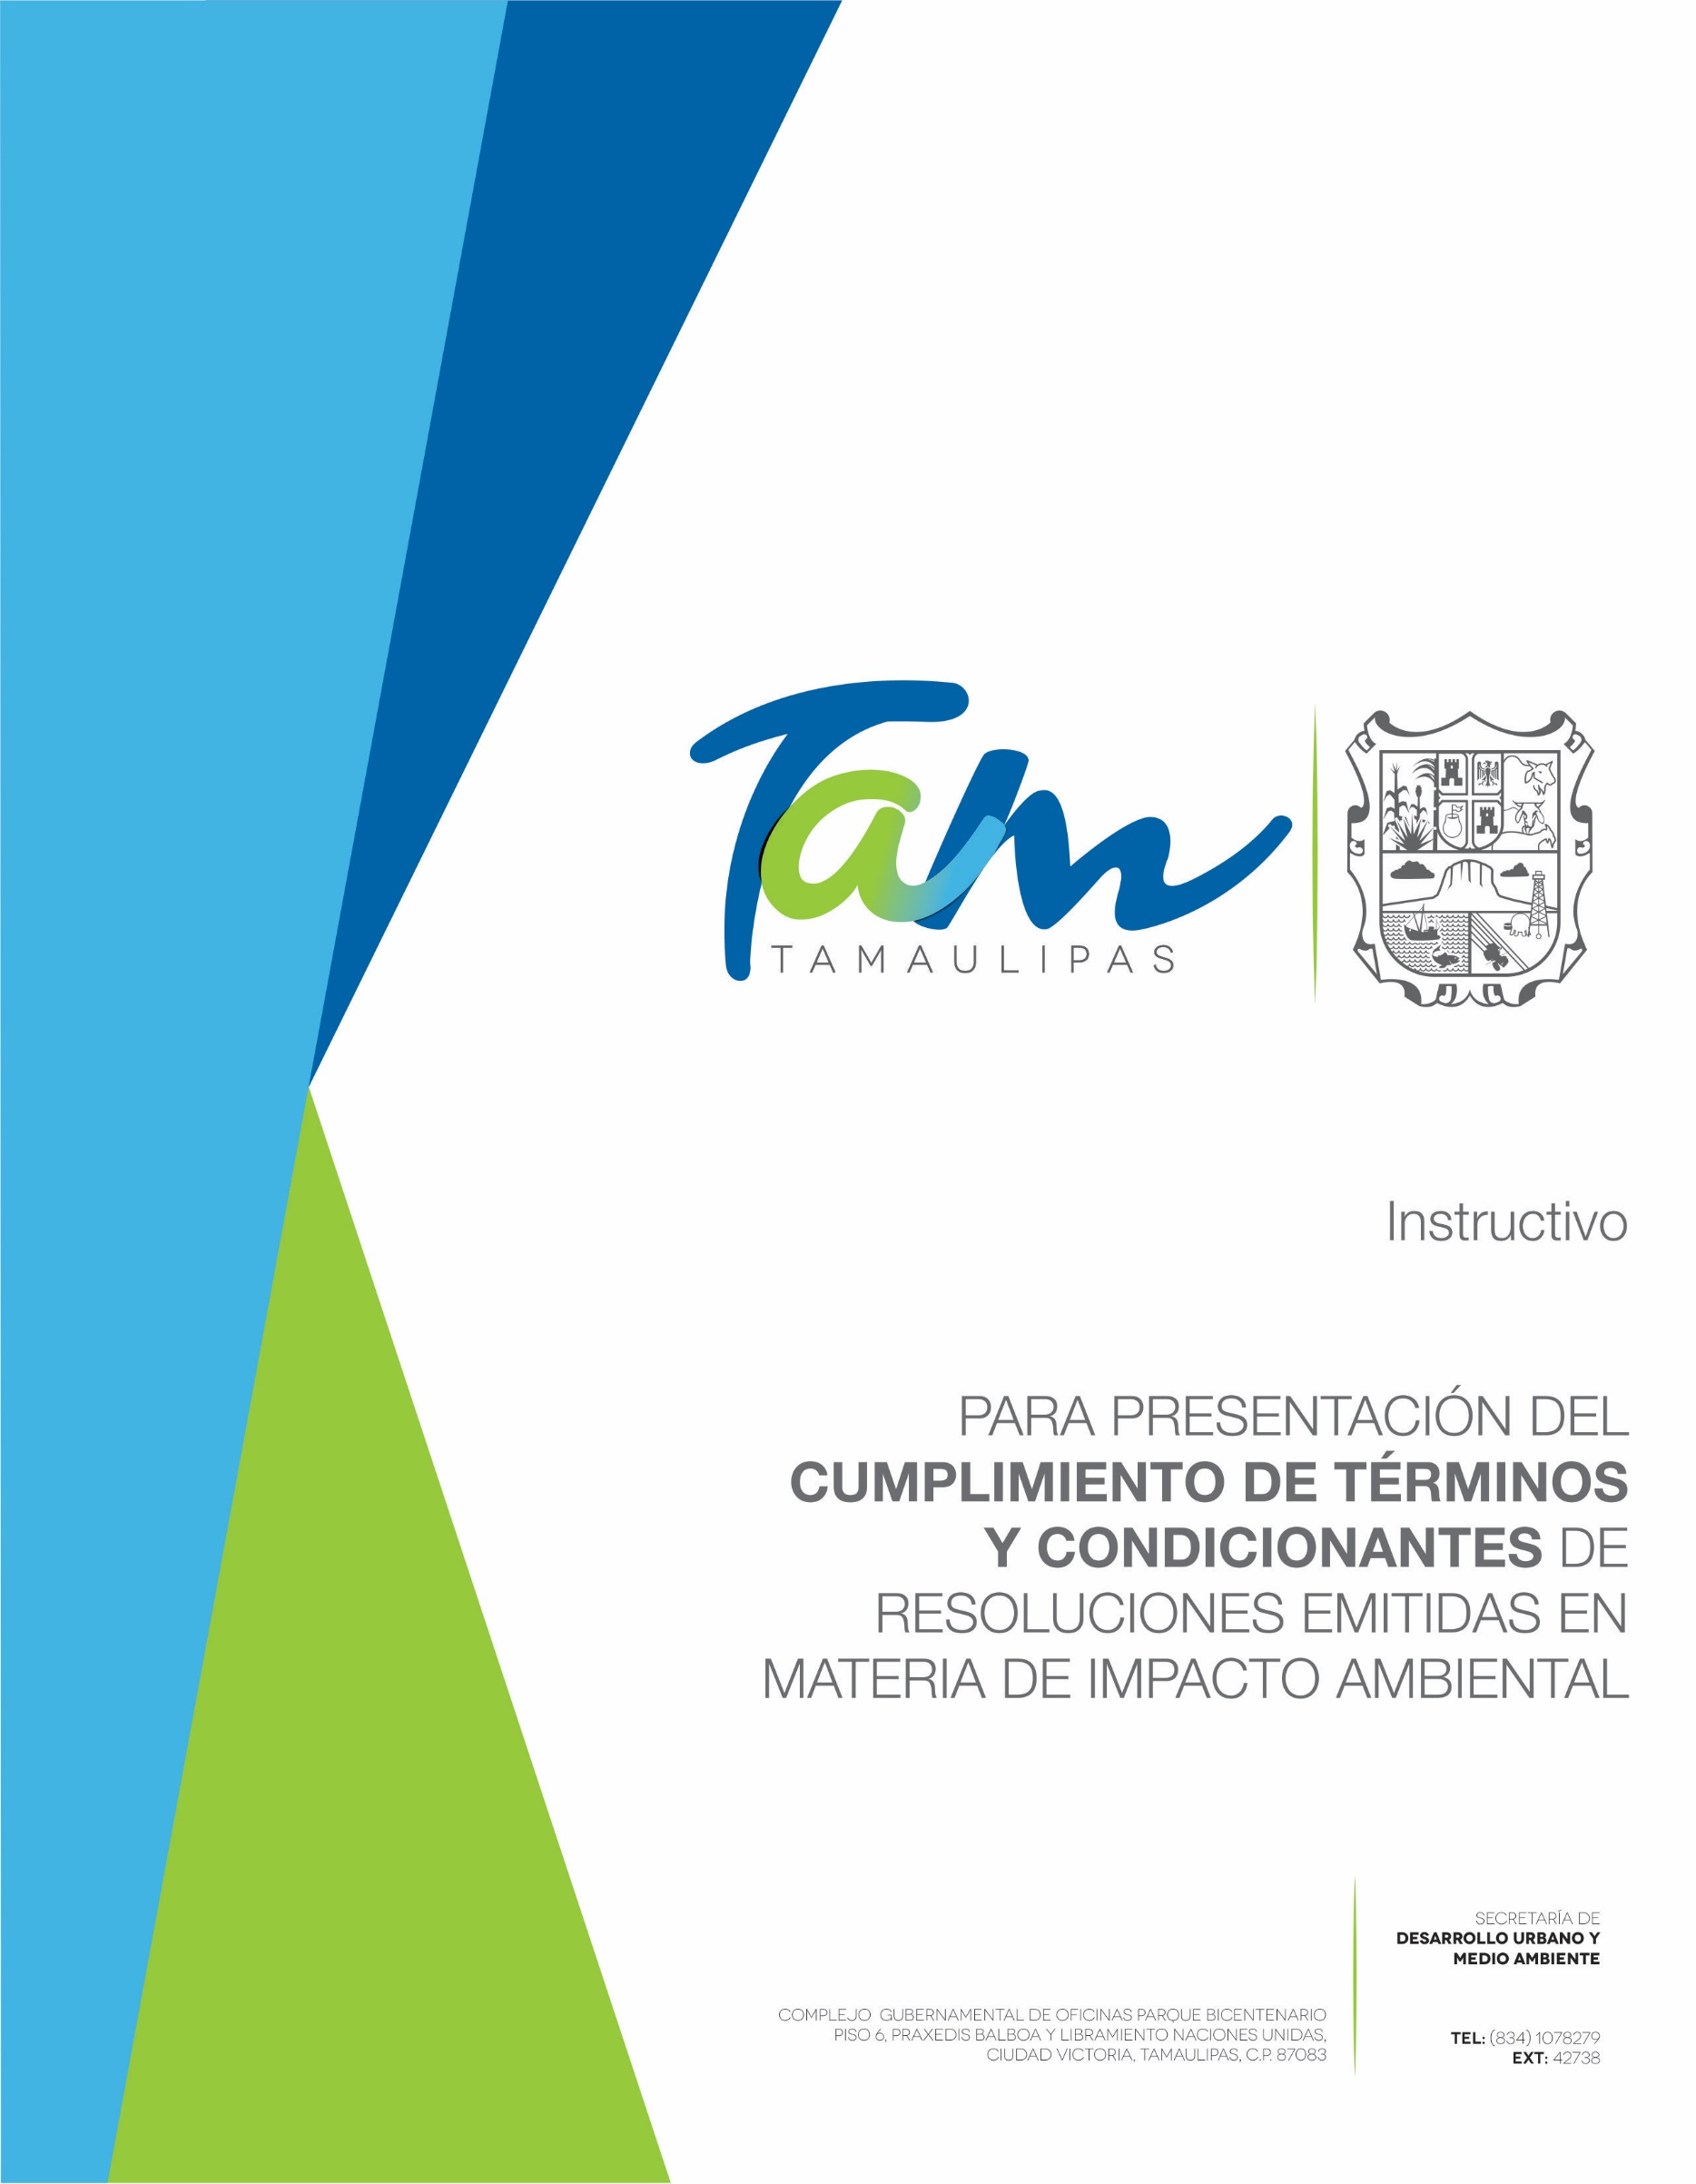 Tam
TAMAULIPAS
Instructivo
PARA PRESENTACIÓN DEL
CUMPLIMIENTO DE TÉRMINOS
Y CONDICIONANTES DE
RESOLUCIONES EMITIDAS EN
MATERIA DE IMPACTO AMBIENTAL
SECRETARÍA DE
DESARROLLO URBANO Y
MEDIO AMBIENTE
COMPLEJO GUBERNAMENTAL DE OFICINAS PARQUE BICENTENARIO
PISO 6, PRAXEDIS BALBOA Y LIBRAMIENTO NACIONES UNIDAS,
CIUDAD VICTORIA, TAMAULIPAS, C.P. 87083
TEL: (834) 1078279
EXT: 42738